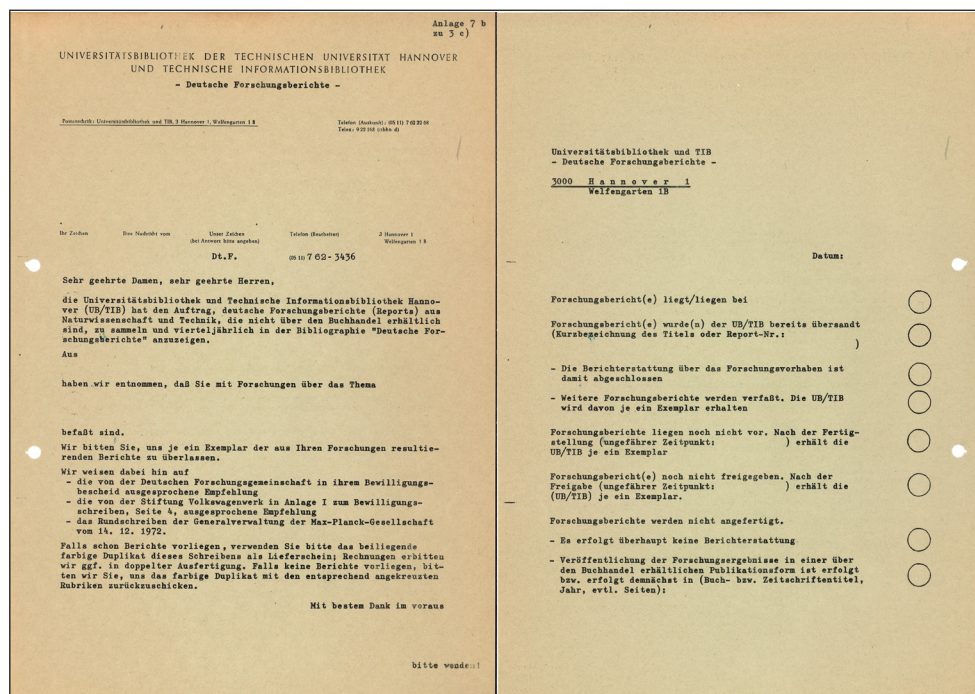 Anlage 7 b
zu 3 c)
UNIVERSITÄTSBIBLIOTHEK DER TECHNISCHEN UNIVERSITÄT HANNOVER
UND TECHNISCHE INFORMATIONSBIBLIOTHEK
- Deutsche Forschungsberichte -
Postanschrift: Universitätsbibliothek und TIB, 3 Hannover 1, Welfengarten 1 B
Telefon (Auskunft): (05 11) 7 62 22 68
Telex: 9 22 168 (tibhn d)
Ihr Zeichen Ihre Nachricht vom Unser Zeichen Telefon (Bearbeiter) 3 Hannover 1
(bei Antwort bitte angeben) Welfengarten 1 B
Dt.F. (05 11) 7 62 - 3436
Sehr geehrte Damen, sehr geehrte Herren,
die Universitätsbibliothek und Technische Informationsbibliothek Hanno-
ver (UB/TIB) hat den Auftrag, deutsche Forschungsberichte (Reports) aus
Naturwissenschaft und Technik, die nicht über den Buchhandel erhältlich
sind, zu sammeln und vierteljährlich in der Bibliographie "Deutsche For-
schungsberichte" anzuzeigen.
Aus
haben wir entnommen, daß Sie mit Forschungen über das Thema
befaßt sind.
Wir bitten Sie, uns je ein Exemplar der aus Ihren Forschungen resultie-
renden Berichte zu überlassen.
Wir weisen dabei hin auf
- die von der Deutschen Forschungsgemeinschaft in ihrem Bewilligungs-
bescheid ausgesprochene Empfehlung
- die von der Stiftung Volkswagenwerk in Anlage I zum Bewilligungs-
schreiben, Seite 4, ausgesprochene Empfehlung
- das Rundschreiben der Generalverwaltung der Max-Planck-Gesellschaft
vom 14. 12. 1972.
Falls schon Berichte vorliegen, verwenden Sie bitte das beiliegende
farbige Duplikat dieses Schreibens als Lieferschein; Rechnungen erbitten
wir ggf. in doppelter Ausfertigung. Falls keine Berichte vorliegen, bit-
ten wir Sie, uns das farbige Duplikat mit den entsprechend angekreuzten
Rubriken zurückzuschicken.
Mit bestem Dank im voraus
bitte wenden!
Universitätsbibliothek und TIB
- Deutsche Forschungsberichte -
3000 Hannover 1
Welfengarten 1B
Datum:
Forschungsbericht(e) liegt/liegen bei
Forschungsbericht(e) wurde(n) der UB/TIB bereits übersandt
(Kurzbezeichnung des Titels oder Report-Nr.:
)
- Die Berichterstattung über das Forschungsvorhaben ist
damit abgeschlossen
- Weitere Forschungsberichte werden verfaßt. Die UB/TIB
wird davon je ein Exemplar erhalten
Forschungsberichte liegen noch nicht vor. Nach der Fertig-
stellung (ungefährer Zeitpunkt: ) erhält die
UB/TIB je ein Exemplar
Forschungsbericht(e) noch nicht freigegeben. Nach der
Freigabe (ungefährer Zeitpunkt: ) erhält die
(UB/TIB) je ein Exemplar.
Forschungsberichte werden nicht angefertigt.
- Es erfolgt überhaupt keine Berichterstattung
- Veröffentlichung der Forschungsergebnisse in einer über
den Buchhandel erhältlichen Publikationsform ist erfolgt
bzw. erfolgt demnächst in (Buch- bzw. Zeitschriftentitel,
Jahr, evtl. Seiten):